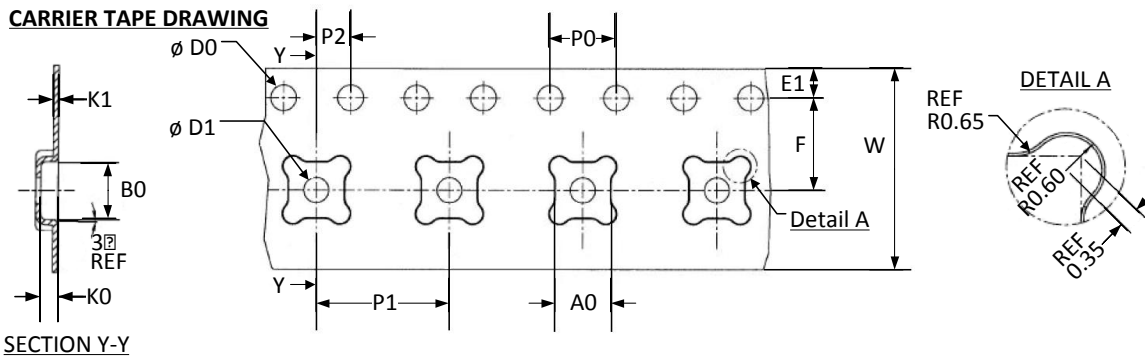 CARRIER TAPE DRAWING
P2
P0
Y
ø D0
E1
DETAIL A
K1
REF
R0.65
ø D1
F
W
B0
REF
R0.60
Detail A
3⍰
REF
REF
0.35
Y
K0
P1
A0
SECTION Y-Y